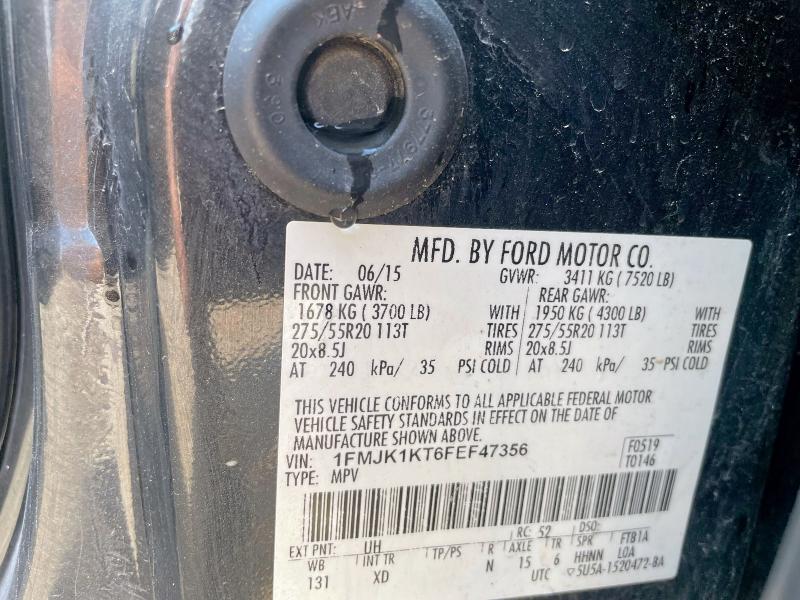 ABK
390
MFD. BY FORD MOTOR CO.
DATE: 06/15 GVWR: 3411 KG ( 7520 LB)
FRONT GAWR: REAR GAWR:
1678 KG ( 3700 LB) WITH 1950 KG ( 4300 LB) WITH
275/55R20 113T TIRES 275/55R20 113T TIRES
20x8.5J RIMS 20x8.5J RIMS
AT 240 kPa/ 35 PSI COLD AT 240 kPa/ 35 PSI COLD
THIS VEHICLE CONFORMS TO ALL APPLICABLE FEDERAL MOTOR
VEHICLE SAFETY STANDARDS IN EFFECT ON THE DATE OF
MANUFACTURE SHOWN ABOVE.
VIN: 1FMJK1KT6FEF47356 F0519
TYPE: MPV T0146
EXT PNT: UH RC: 52 DSO:
WB INT TR TP/PS R AXLE TR SPR FTB1A
131 XD N 15 6 HHNN LOA
UTC 5U5A-1520472-BA